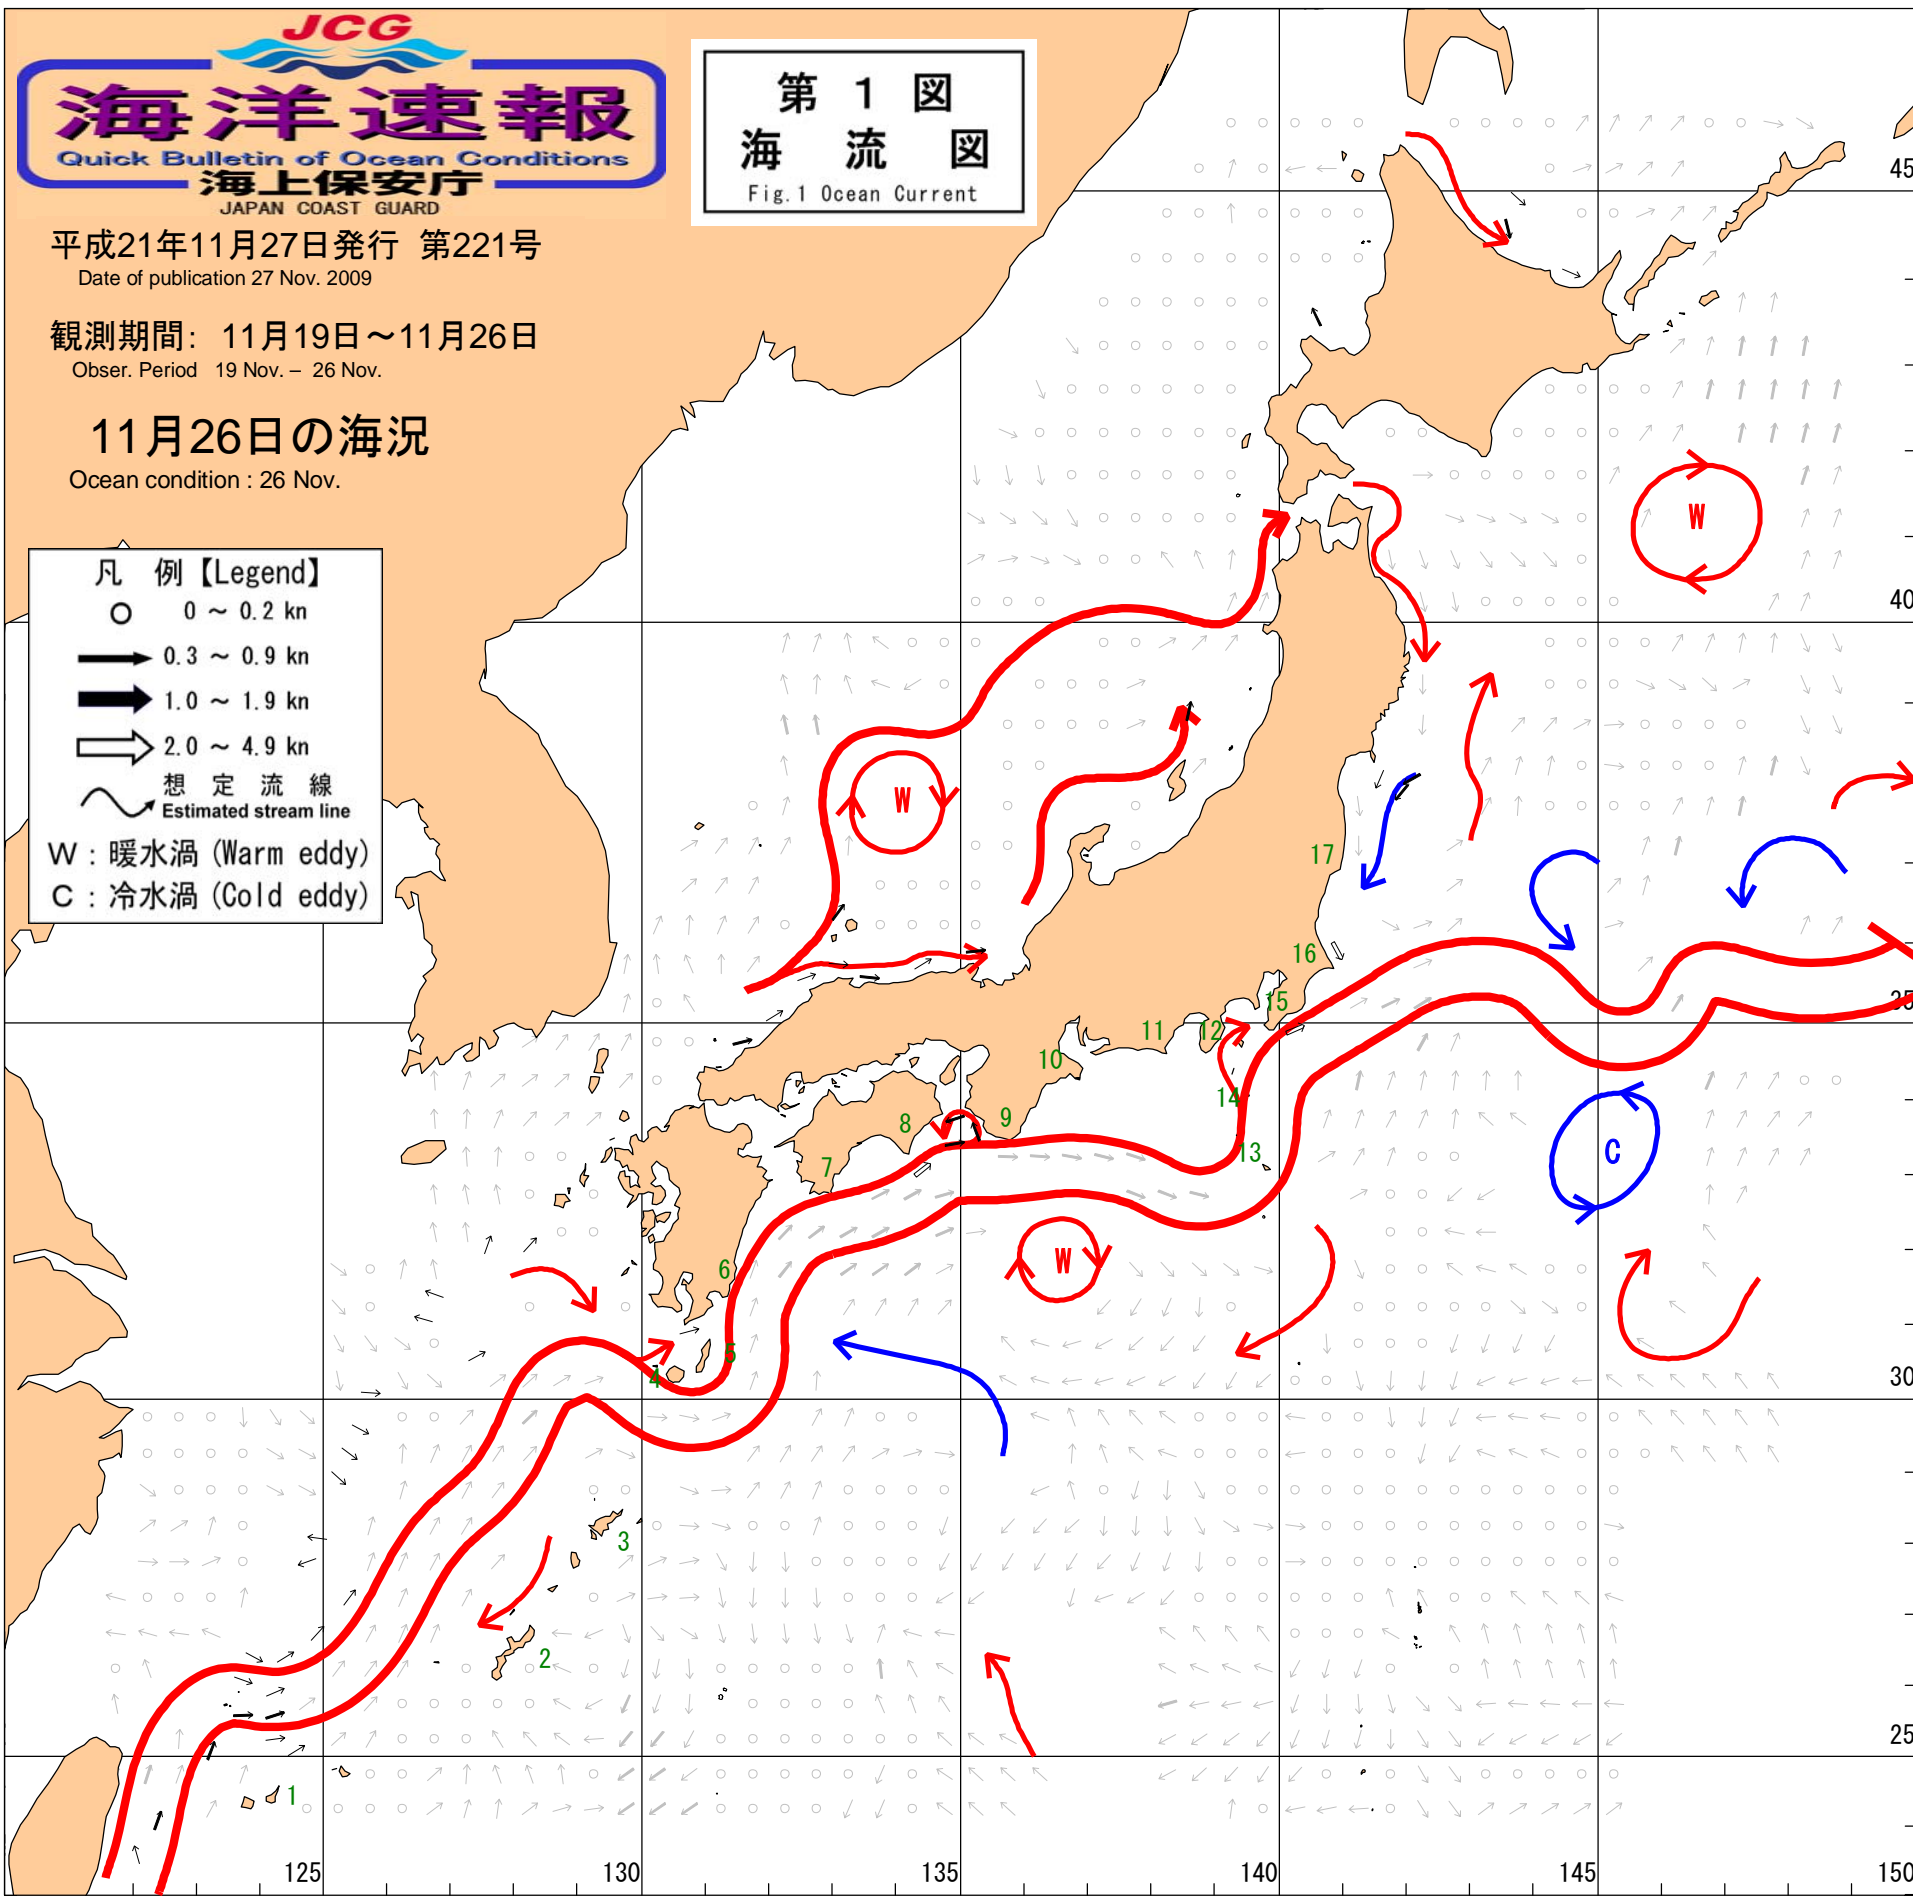 JCG
海洋速報
Quick Bulletin of Ocean Conditions
海上保安庁
JAPAN COAST GUARD
第 1 図
海 流 図
Fig.1 Ocean Current
平成21年11月27日発行 第221号
Date of publication 27 Nov. 2009
観測期間: 11月19日～11月26日
Obser. Period 19 Nov. – 26 Nov.
11月26日の海況
Ocean condition : 26 Nov.
凡 例【Legend】
0 ～ 0.2 kn
0.3 ～ 0.9 kn
1.0 ～ 1.9 kn
2.0 ～ 4.9 kn
想 定 流 線
Estimated stream line
W : 暖水渦 (Warm eddy)
C : 冷水渦 (Cold eddy)
45
W
40
W
17
16
15
35
12
11
10
14
9
8
13
C
7
W
6
5
4
30
3
2
25
1
125
130
135
140
145
150